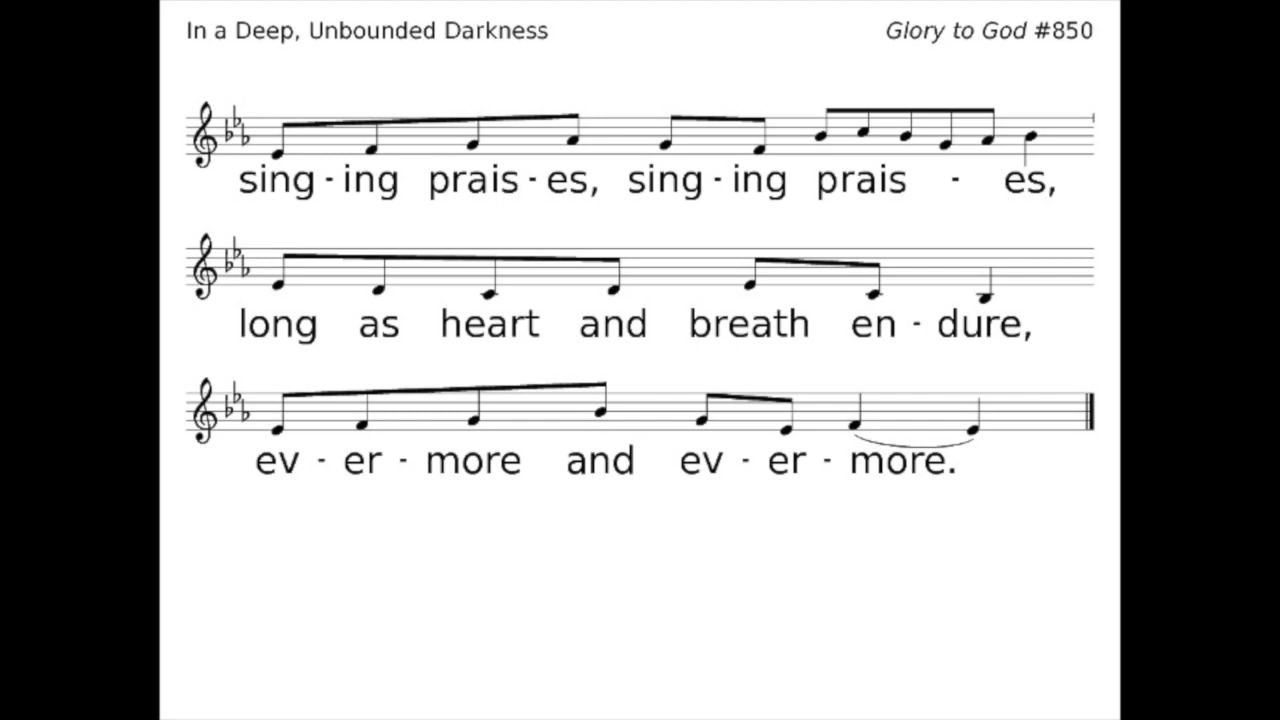 In a Deep, Unbounded Darkness
Glory to God #850
sing - ing prais - es, sing - ing prais - es,
long as heart and breath en - dure,
ev - er - more and ev - er - more.